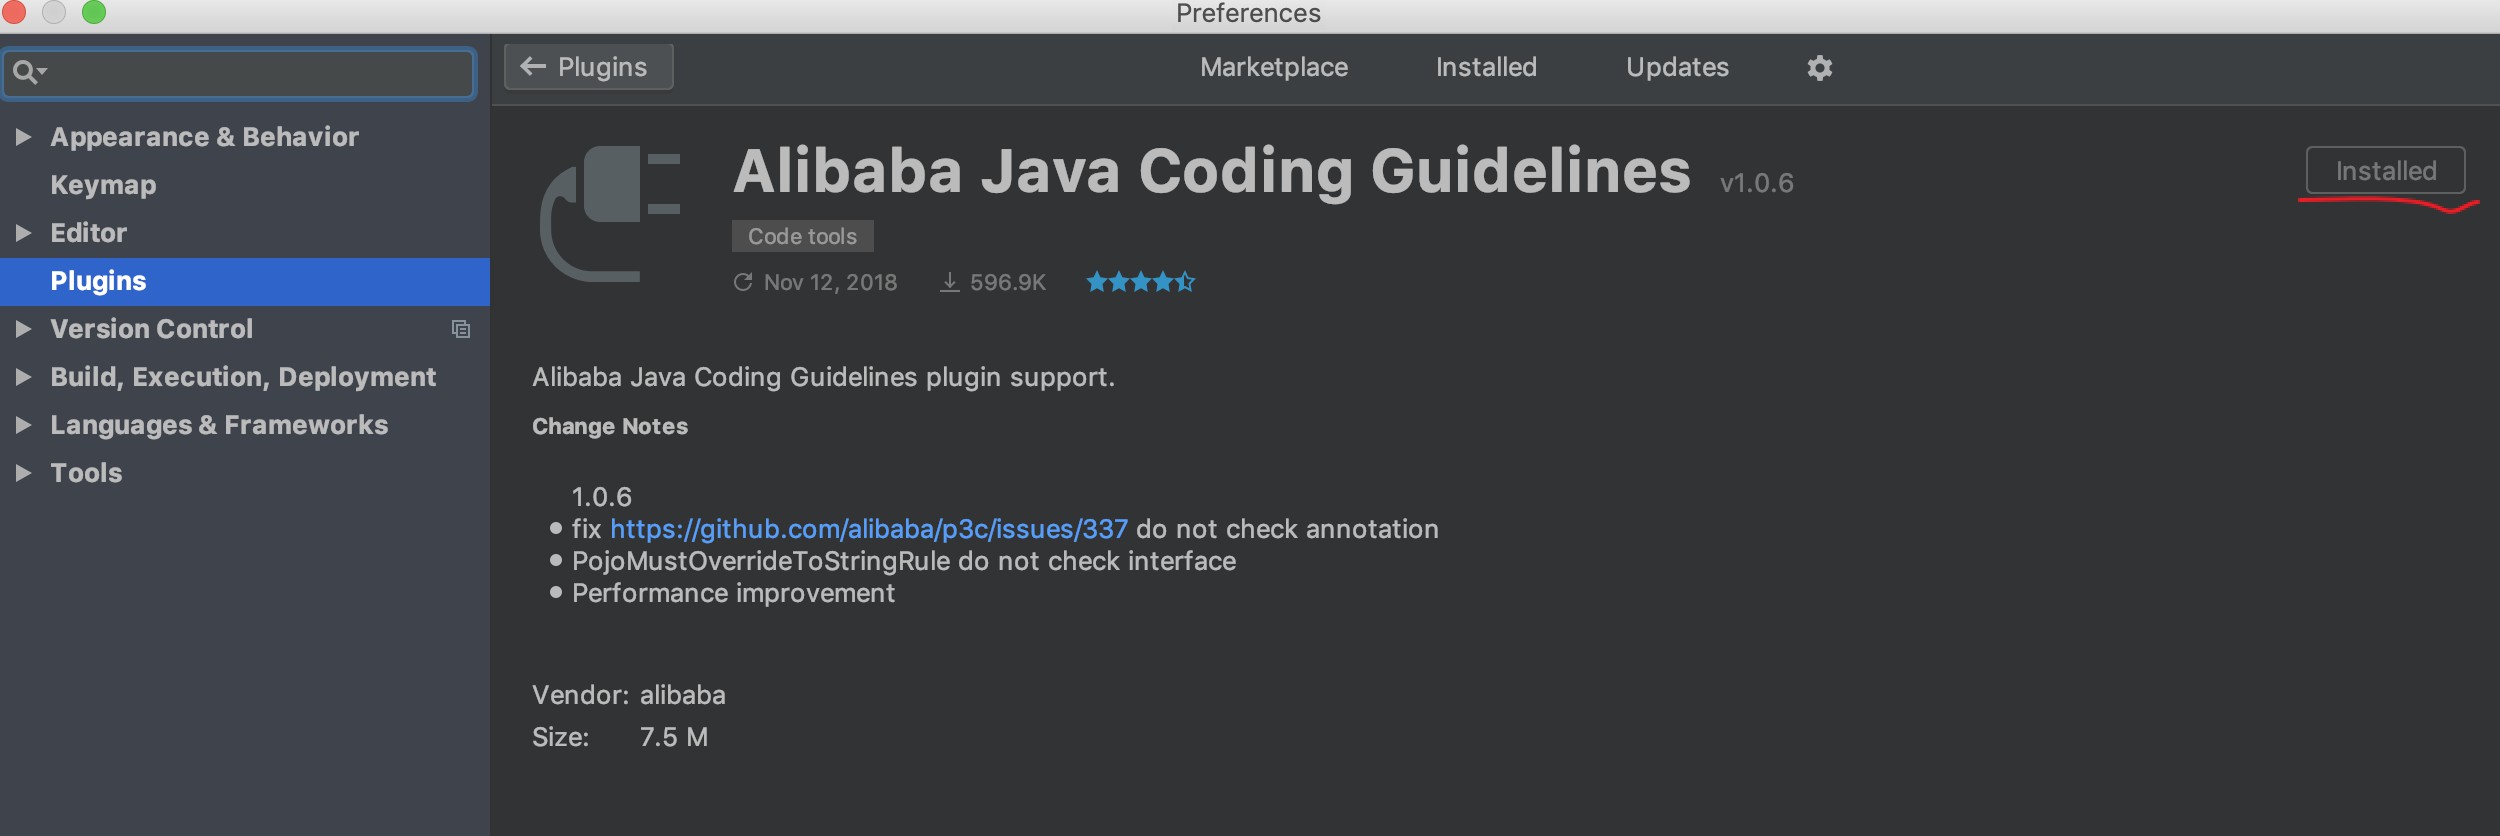 Preferences
Plugins
Marketplace
Installed
Updates
Appearance & Behavior
Keymap
Editor
Plugins
Version Control
Build, Execution, Deployment
Languages & Frameworks
Tools
Alibaba Java Coding Guidelines v1.0.6
Installed
Code tools
Nov 12, 2018 596.9K
Alibaba Java Coding Guidelines plugin support.
Change Notes
1.0.6
fix https://github.com/alibaba/p3c/issues/337 do not check annotation
PojoMustOverrideToStringRule do not check interface
Performance improvement
Vendor: alibaba
Size: 7.5 M